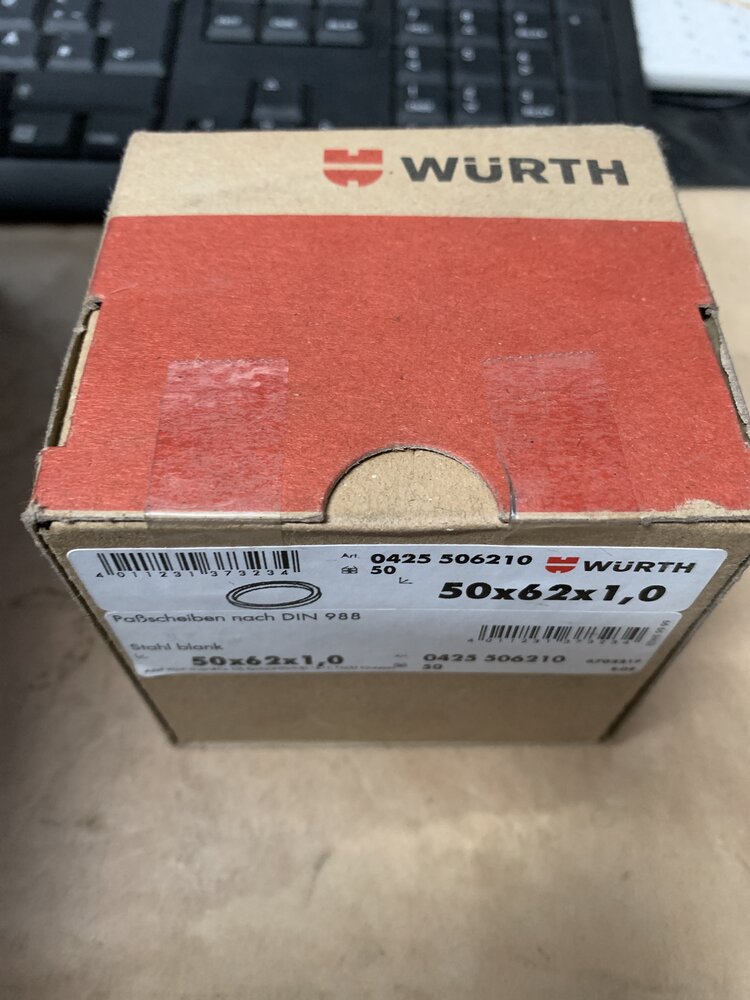 WÜRTH
4 011231 373234
Art. 0425 506210 WÜRTH
50
50x62x1,0
Paßscheiben nach DIN 988
Stahl blank
50x62x1,0
Art. 0425 506210
50